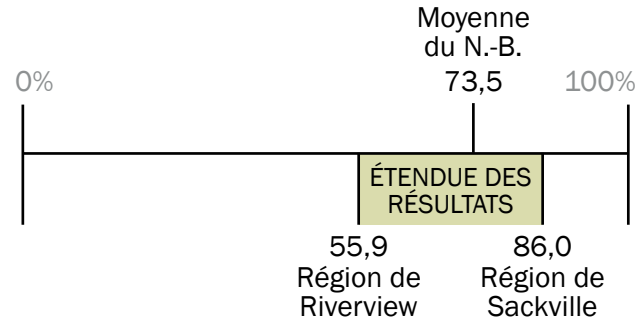 Moyenne
du N.-B.
0%
73,5
100%
ÉTENDUE DES
RÉSULTATS
55,9
Région de
Riverview
86,0
Région de
Sackville